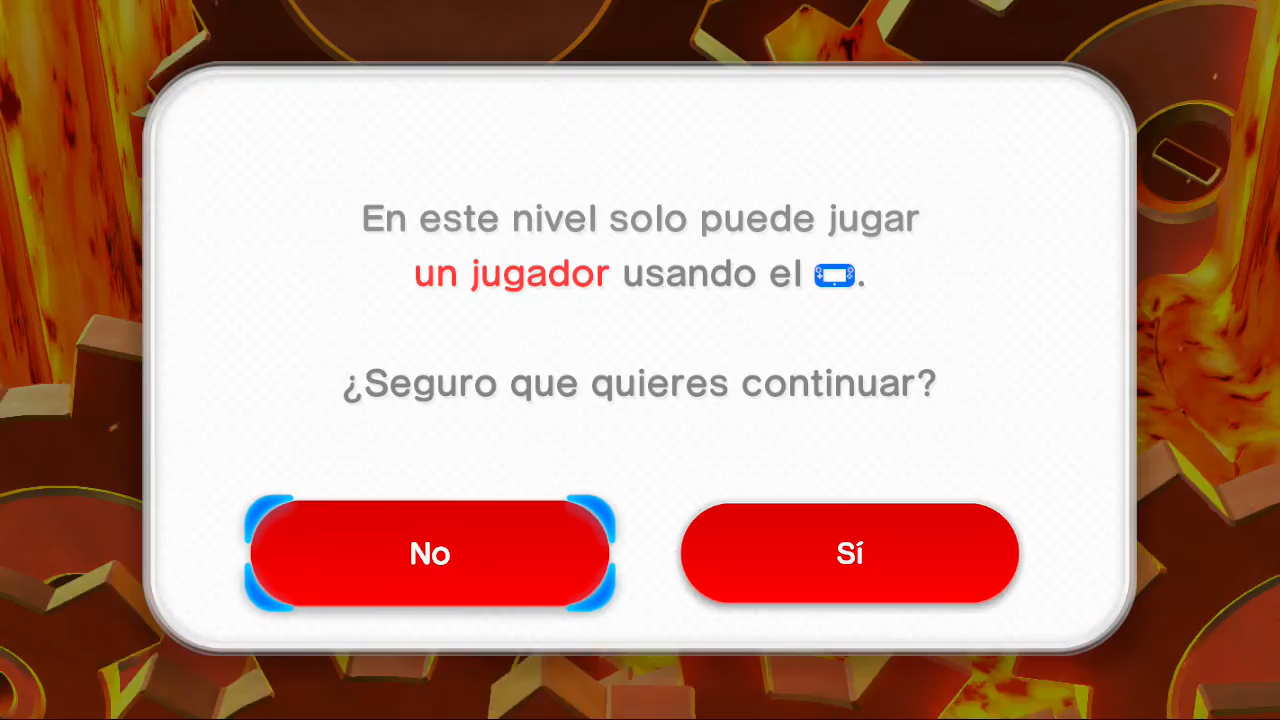 En este nivel solo puede jugar
un jugador usando el .
¿Seguro que quieres continuar?
No
Sí